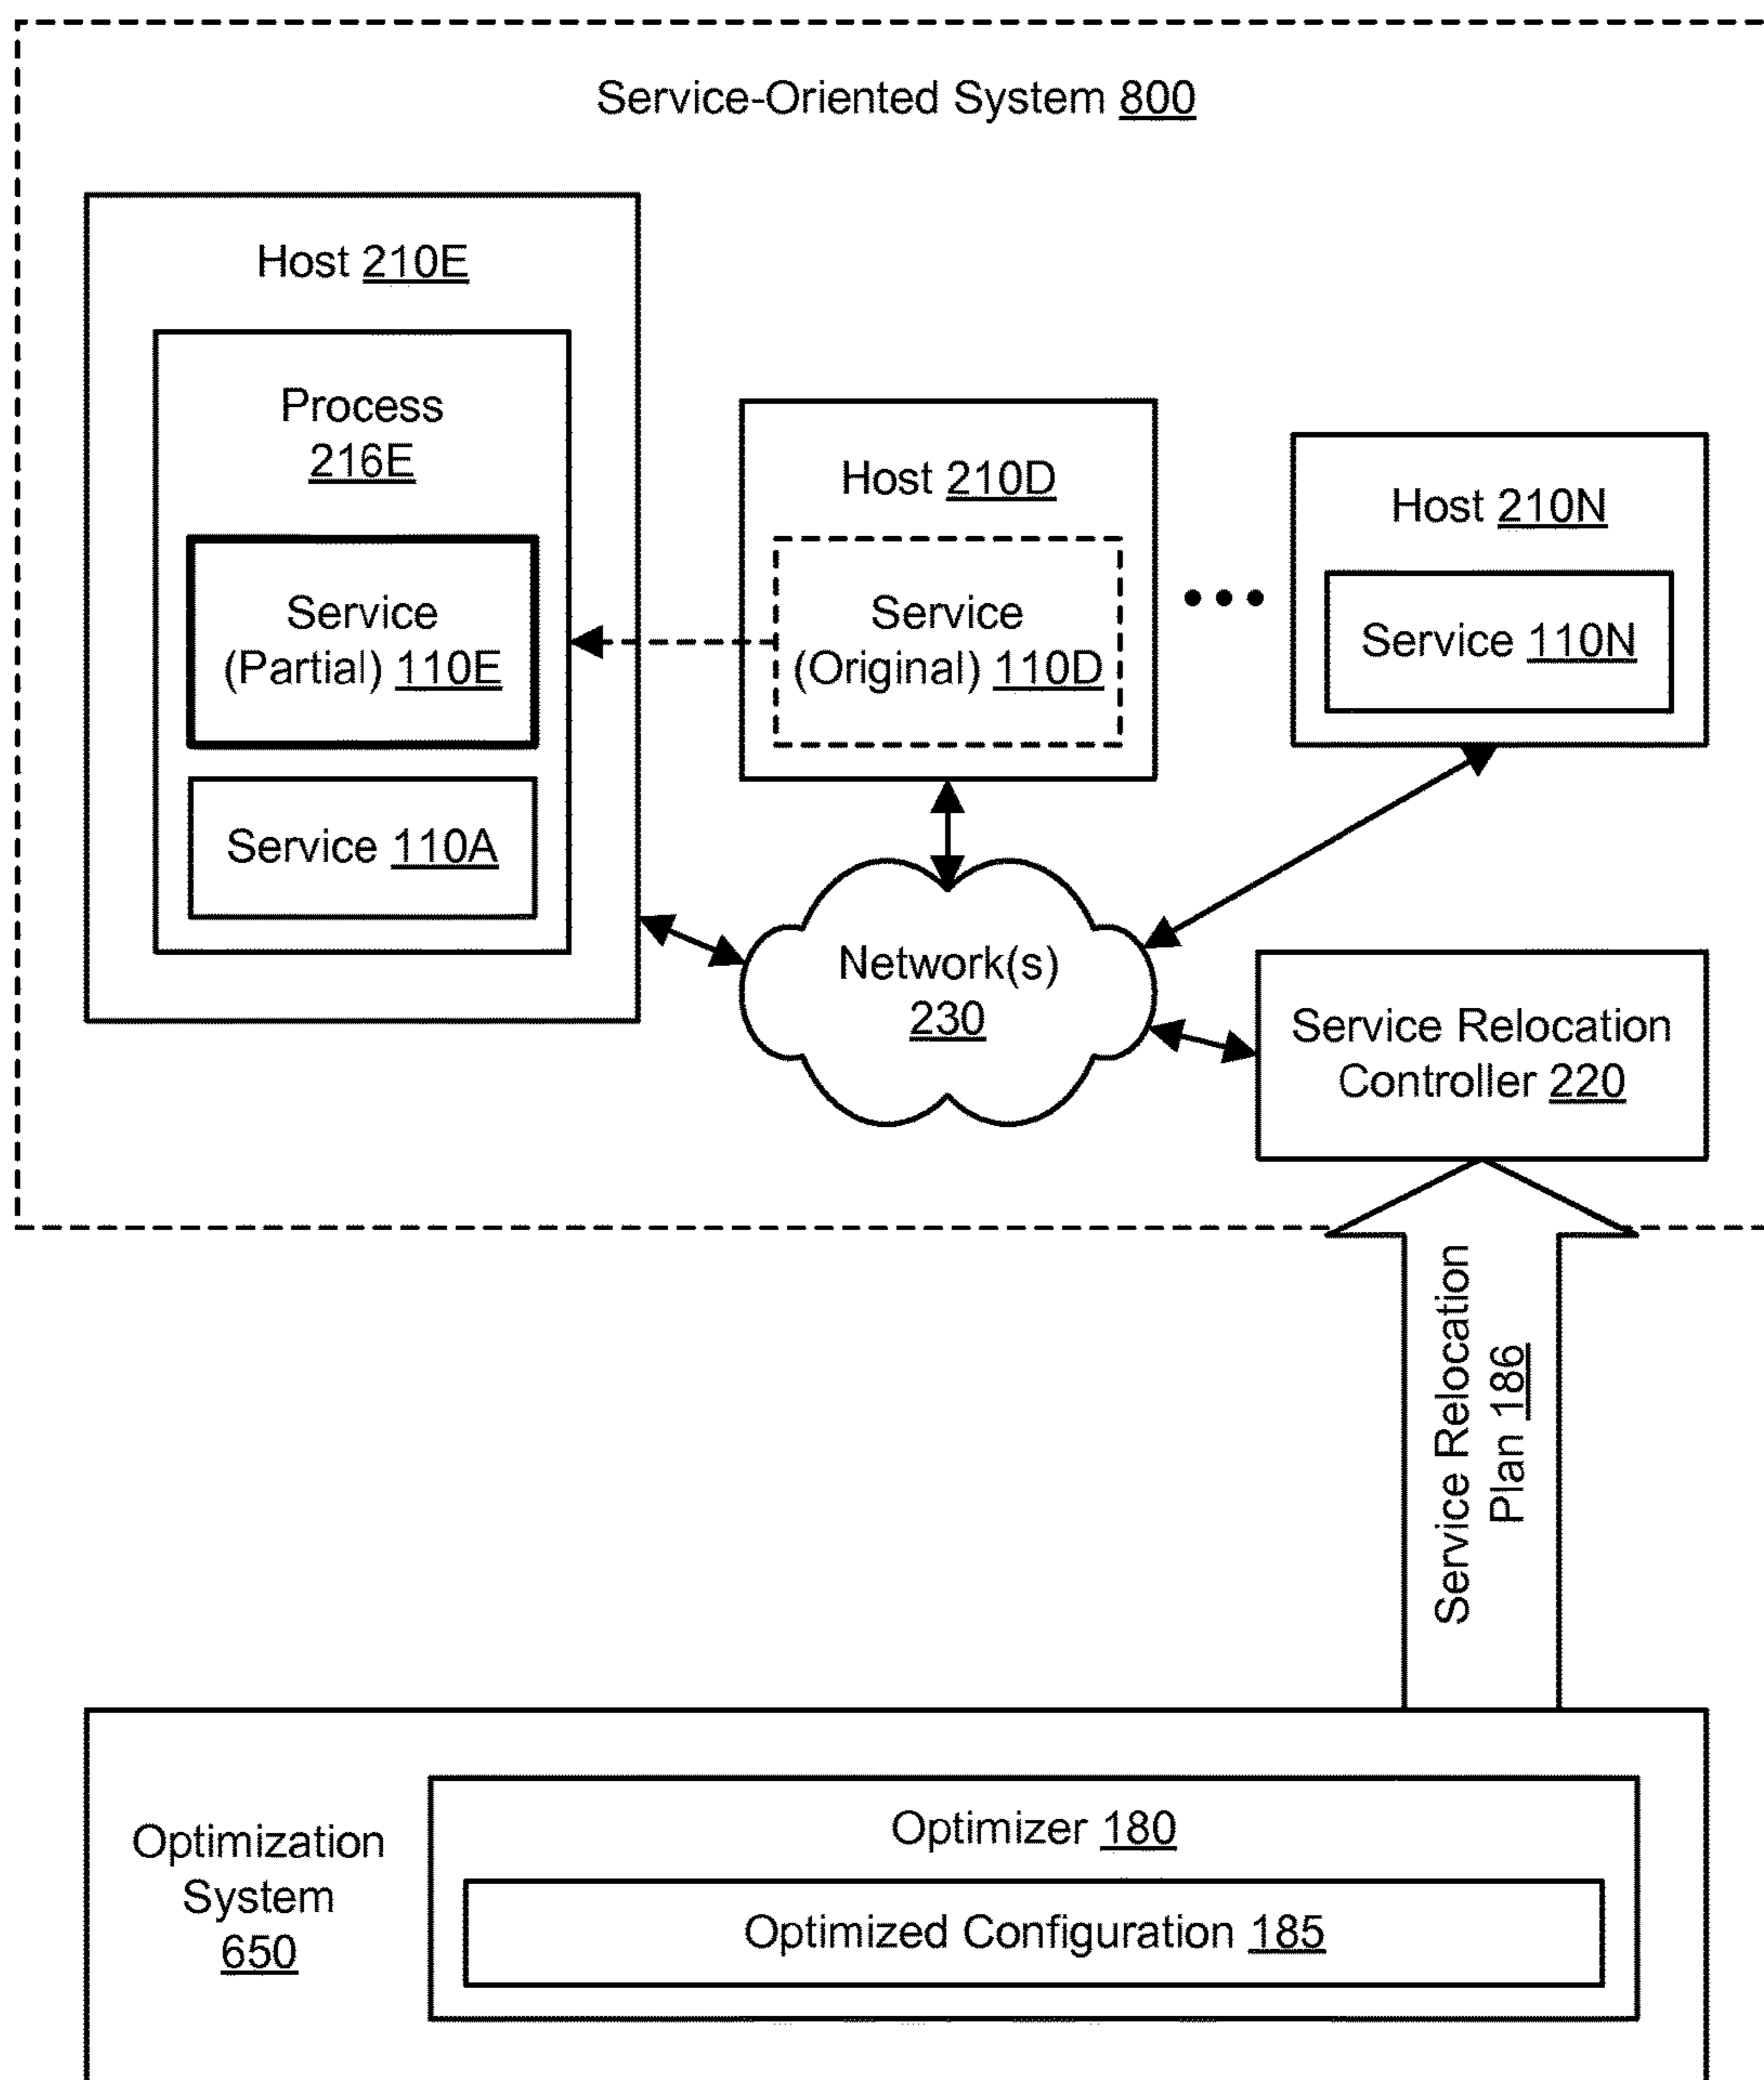 Service-Oriented System 800
Host 210E
Process
216E
Service
(Partial) 110E
Service 110A
Host 210D
Service
(Original) 110D
Host 210N
Service 110N
Network(s)
230
Service Relocation
Controller 220
Service Relocation
Plan 186
Optimization
System
650
Optimizer 180
Optimized Configuration 185